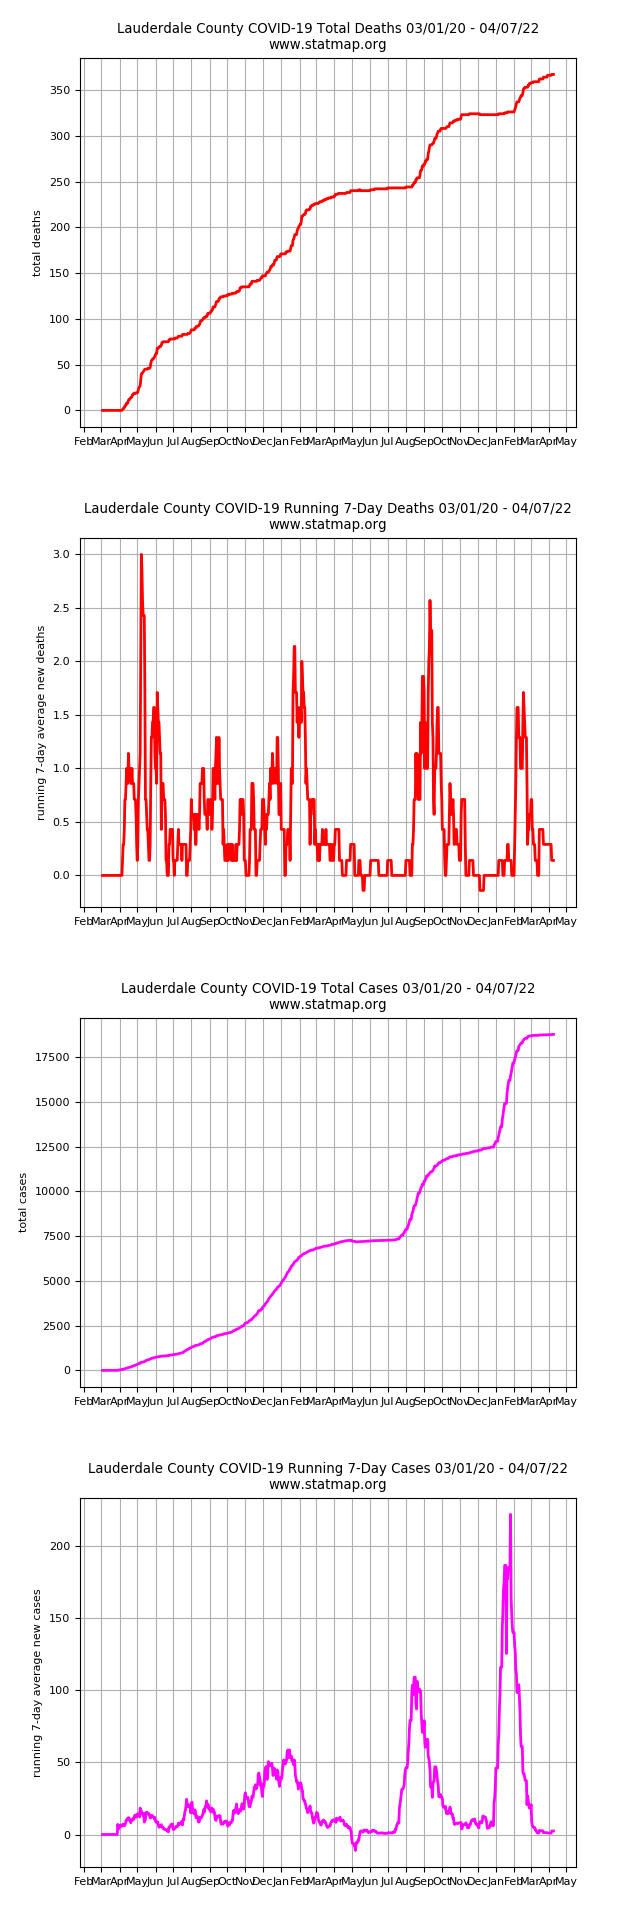 Lauderdale County COVID-19 Total Deaths 03/01/20 - 04/07/22
www.statmap.org
350
300
250
200
150
100
50
0
total deaths
Feb Mar Apr May Jun Jul Aug Sep Oct Nov Dec Jan Feb Mar Apr May Jun Jul Aug Sep Oct Nov Dec Jan Feb Mar Apr May
Lauderdale County COVID-19 Running 7-Day Deaths 03/01/20 - 04/07/22
www.statmap.org
3.0
2.5
2.0
1.5
1.0
0.5
0.0
running 7-day average new deaths
Feb Mar Apr May Jun Jul Aug Sep Oct Nov Dec Jan Feb Mar Apr May Jun Jul Aug Sep Oct Nov Dec Jan Feb Mar Apr May
Lauderdale County COVID-19 Total Cases 03/01/20 - 04/07/22
www.statmap.org
17500
15000
12500
10000
7500
5000
2500
0
total cases
Feb Mar Apr May Jun Jul Aug Sep Oct Nov Dec Jan Feb Mar Apr May Jun Jul Aug Sep Oct Nov Dec Jan Feb Mar Apr May
Lauderdale County COVID-19 Running 7-Day Cases 03/01/20 - 04/07/22
www.statmap.org
200
150
100
50
0
running 7-day average new cases
Feb Mar Apr May Jun Jul Aug Sep Oct Nov Dec Jan Feb Mar Apr May Jun Jul Aug Sep Oct Nov Dec Jan Feb Mar Apr May